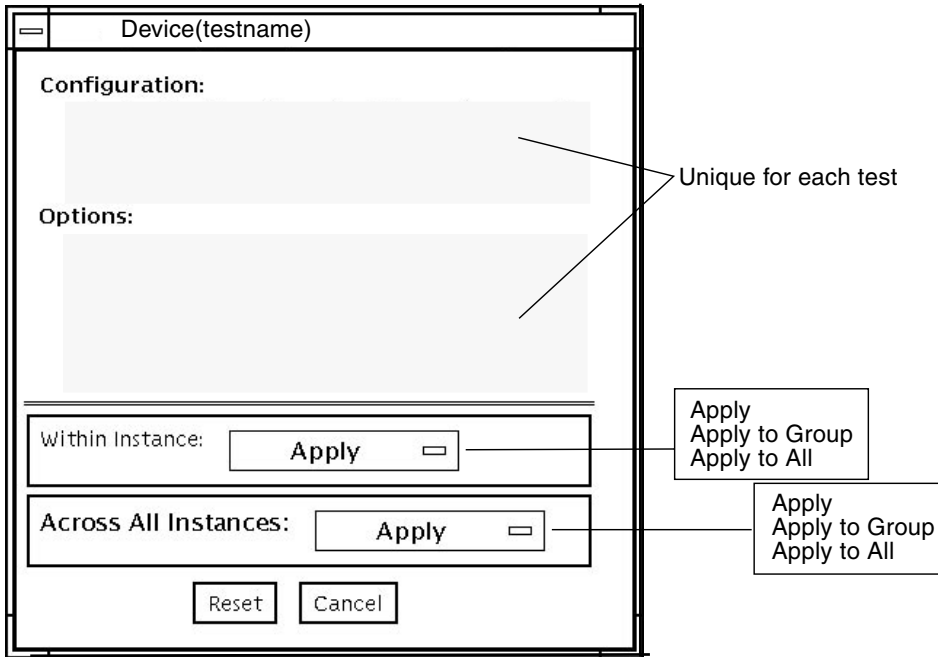 Device(testname)
Configuration:
Unique for each test
Options:
Within Instance:
Apply
Apply
Apply to Group
Apply to All
Across All Instances:
Apply
Apply
Apply to Group
Apply to All
Reset
Cancel